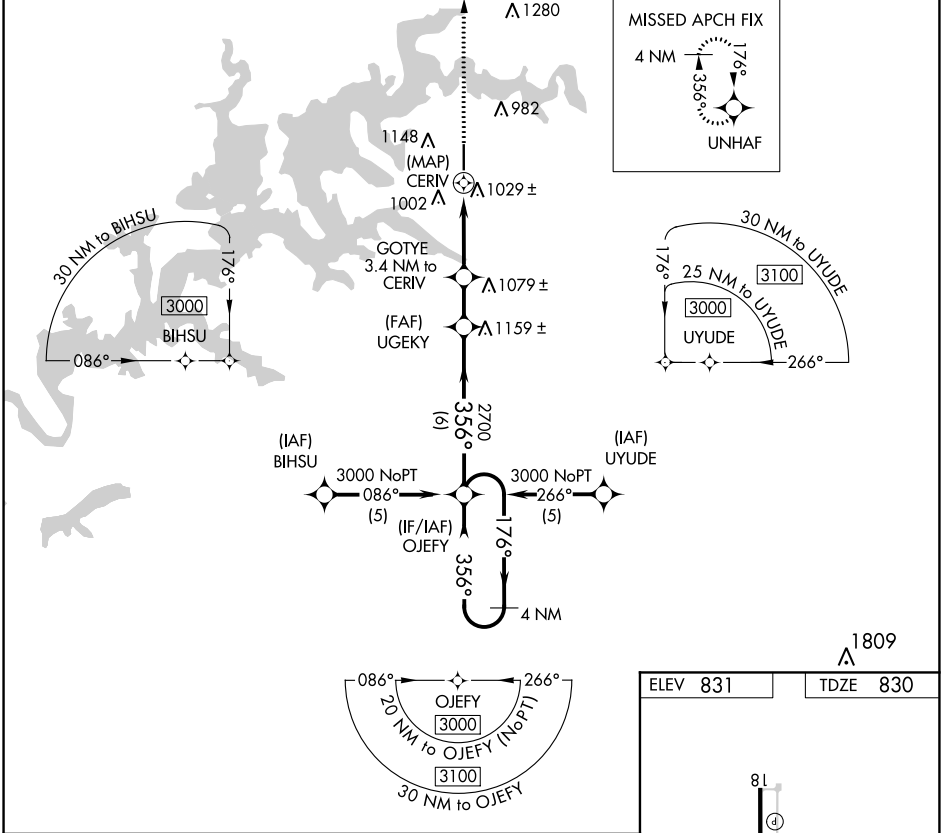 1280
982
1148
(MAP)
CERIV
1029 ±
1002
MISSED APCH FIX
4 NM
176°
356°
UNHAF
GOTYE
3.4 NM to
CERIV
1079 ±
(FAF)
UGEKY
1159 ±
30 NM to BIHSU
176°
3000
BIHSU
086°
30 NM to UYUDE
3100
25 NM to UYUDE
176°
3000
UYUDE
266°
2700
356°
(6)
(IAF)
BIHSU
3000 NoPT
086°
(5)
(IF/IAF)
OJEFY
(IAF)
UYUDE
3000 NoPT
266°
(5)
176°
356°
4 NM
086°
266°
OJEFY
3000
20 NM to OJEFY (NoPT)
3100
30 NM to OJEFY
1809
ELEV 831
TDZE 830
18
P